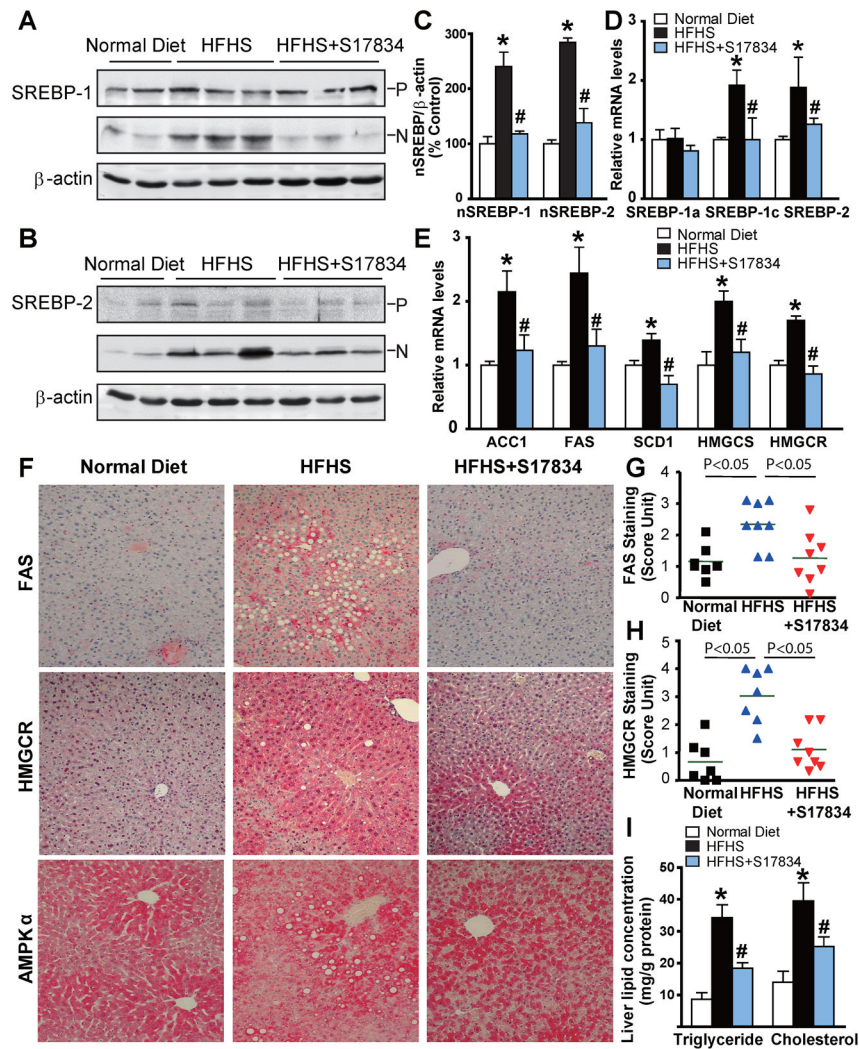 A
Normal Diet HFHS HFHS+S17834
SREBP-1
-P
-N
β-actin
B
Normal Diet HFHS HFHS+S17834
SREBP-2
-P
-N
β-actin
C
nSREBP/β-actin
(% Control)
300
200
100
0
* # * #
nSREBP-1 nSREBP-2
D
Normal Diet
HFHS
HFHS+S17834
Relative mRNA levels
3
2
1
0
* # * #
SREBP-1a SREBP-1c SREBP-2
E
Normal Diet
HFHS
HFHS+S17834
Relative mRNA levels
3
2
1
0
* # * # * # * # * #
ACC1 FAS SCD1 HMGCS HMGCR
F
Normal Diet HFHS HFHS+S17834
FAS
HMGCR
AMPKα
G
P<0.05 P<0.05
FAS Staining
(Score Unit)
4
3
2
1
0
Normal HFHS HFHS
Diet +S17834
H
P<0.05 P<0.05
HMGCR Staining
(Score Unit)
5
4
3
2
1
0
Normal HFHS HFHS
Diet +S17834
I
Normal Diet
HFHS
HFHS+S17834
Liver lipid concentration
(mg/g protein)
50
40
30
20
10
* # * #
Triglyceride Cholesterol